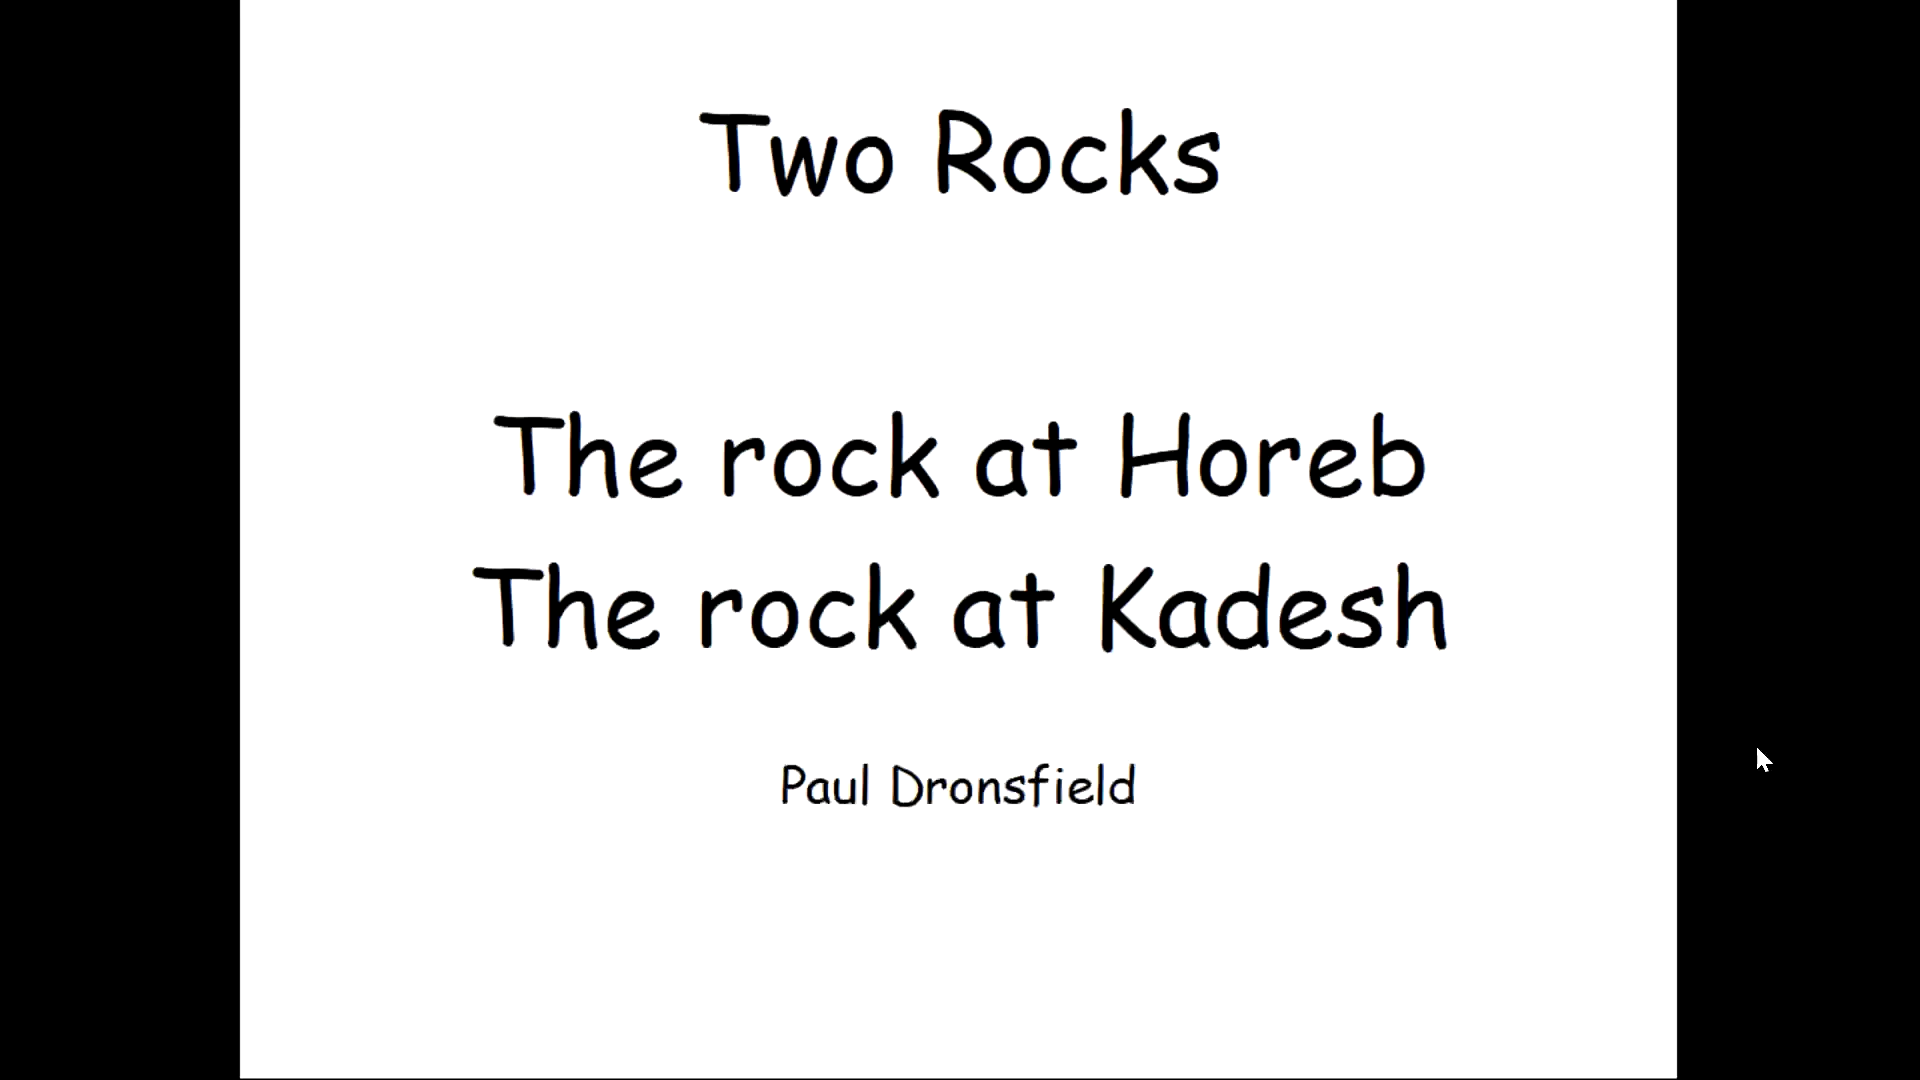 Two Rocks
The rock at Horeb
The rock at Kadesh
Paul Dronsfield